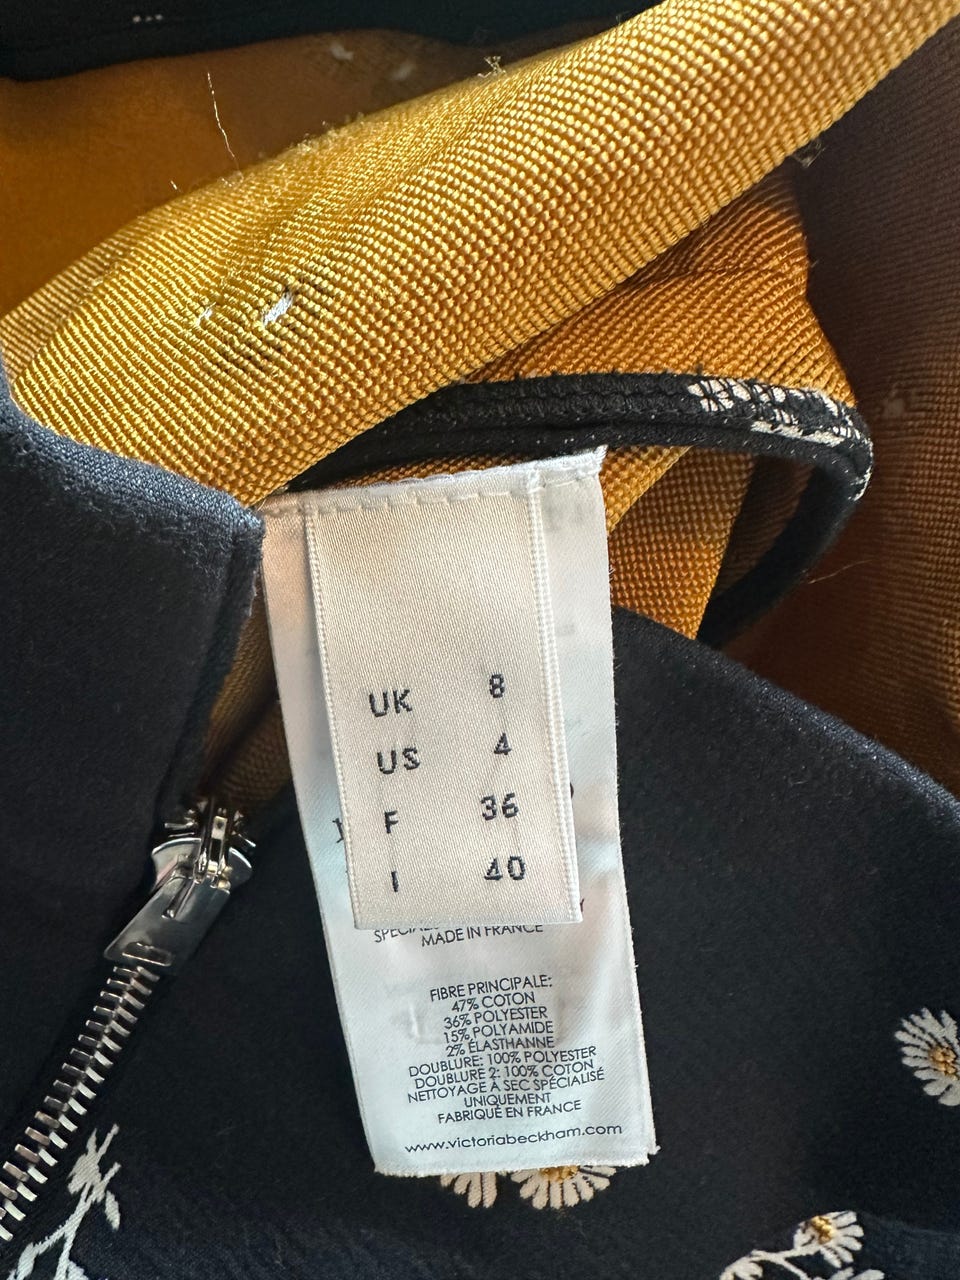 UK 8
US 4
F 36
I 40
MADE IN FRANCE
FIBRE PRINCIPALE:
47% COTON
36% POLYESTER
15% POLYAMIDE
2% ÉLASTHANNE
DOUBLURE: 100% POLYESTER
DOUBLURE 2: 100% COTON
NETTOYAGE À SEC SPÉCIALISÉ
UNIQUEMENT
FABRIQUÉ EN FRANCE
www.victoriabeckham.com